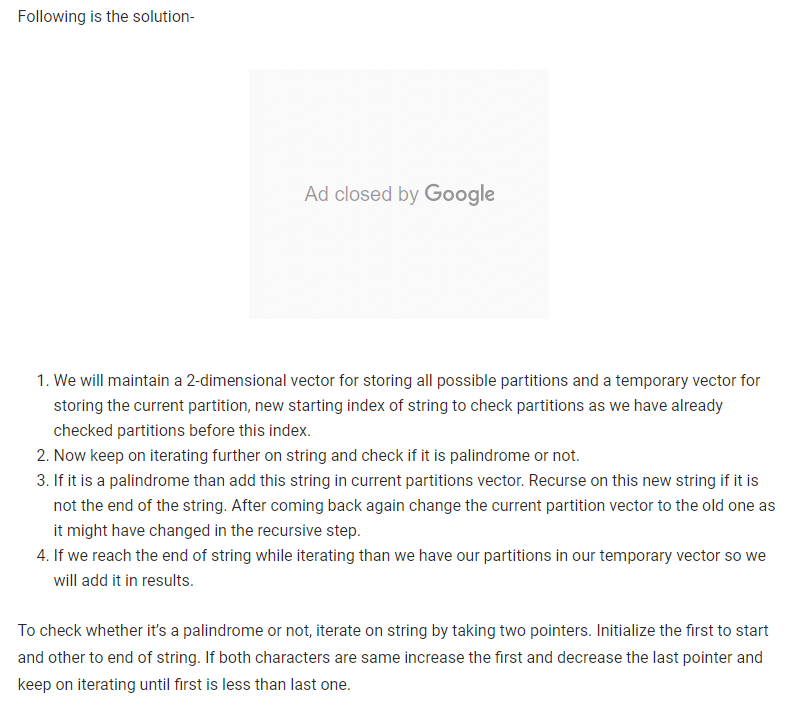 Following is the solution-
Ad closed by Google
1. We will maintain a 2-dimensional vector for storing all possible partitions and a temporary vector for
storing the current partition, new starting index of string to check partitions as we have already
checked partitions before this index.
2. Now keep on iterating further on string and check if it is palindrome or not.
3. If it is a palindrome than add this string in current partitions vector. Recurse on this new string if it is
not the end of the string. After coming back again change the current partition vector to the old one as
it might have changed in the recursive step.
4. If we reach the end of string while iterating than we have our partitions in our temporary vector so we
will add it in results.
To check whether it’s a palindrome or not, iterate on string by taking two pointers. Initialize the first to start
and other to end of string. If both characters are same increase the first and decrease the last pointer and
keep on iterating until first is less than last one.